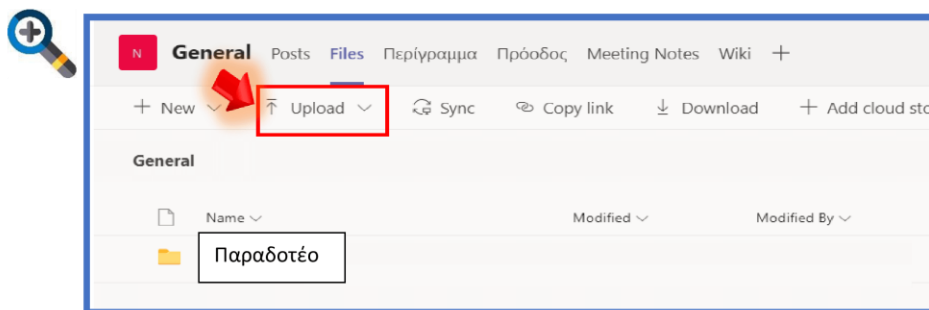 N General Posts Files Περίγραμμα Πρόοδος Meeting Notes Wiki +
+ New Upload Sync Copy link Download + Add cloud sto
General
Name Modified Modified By
Παραδοτέο